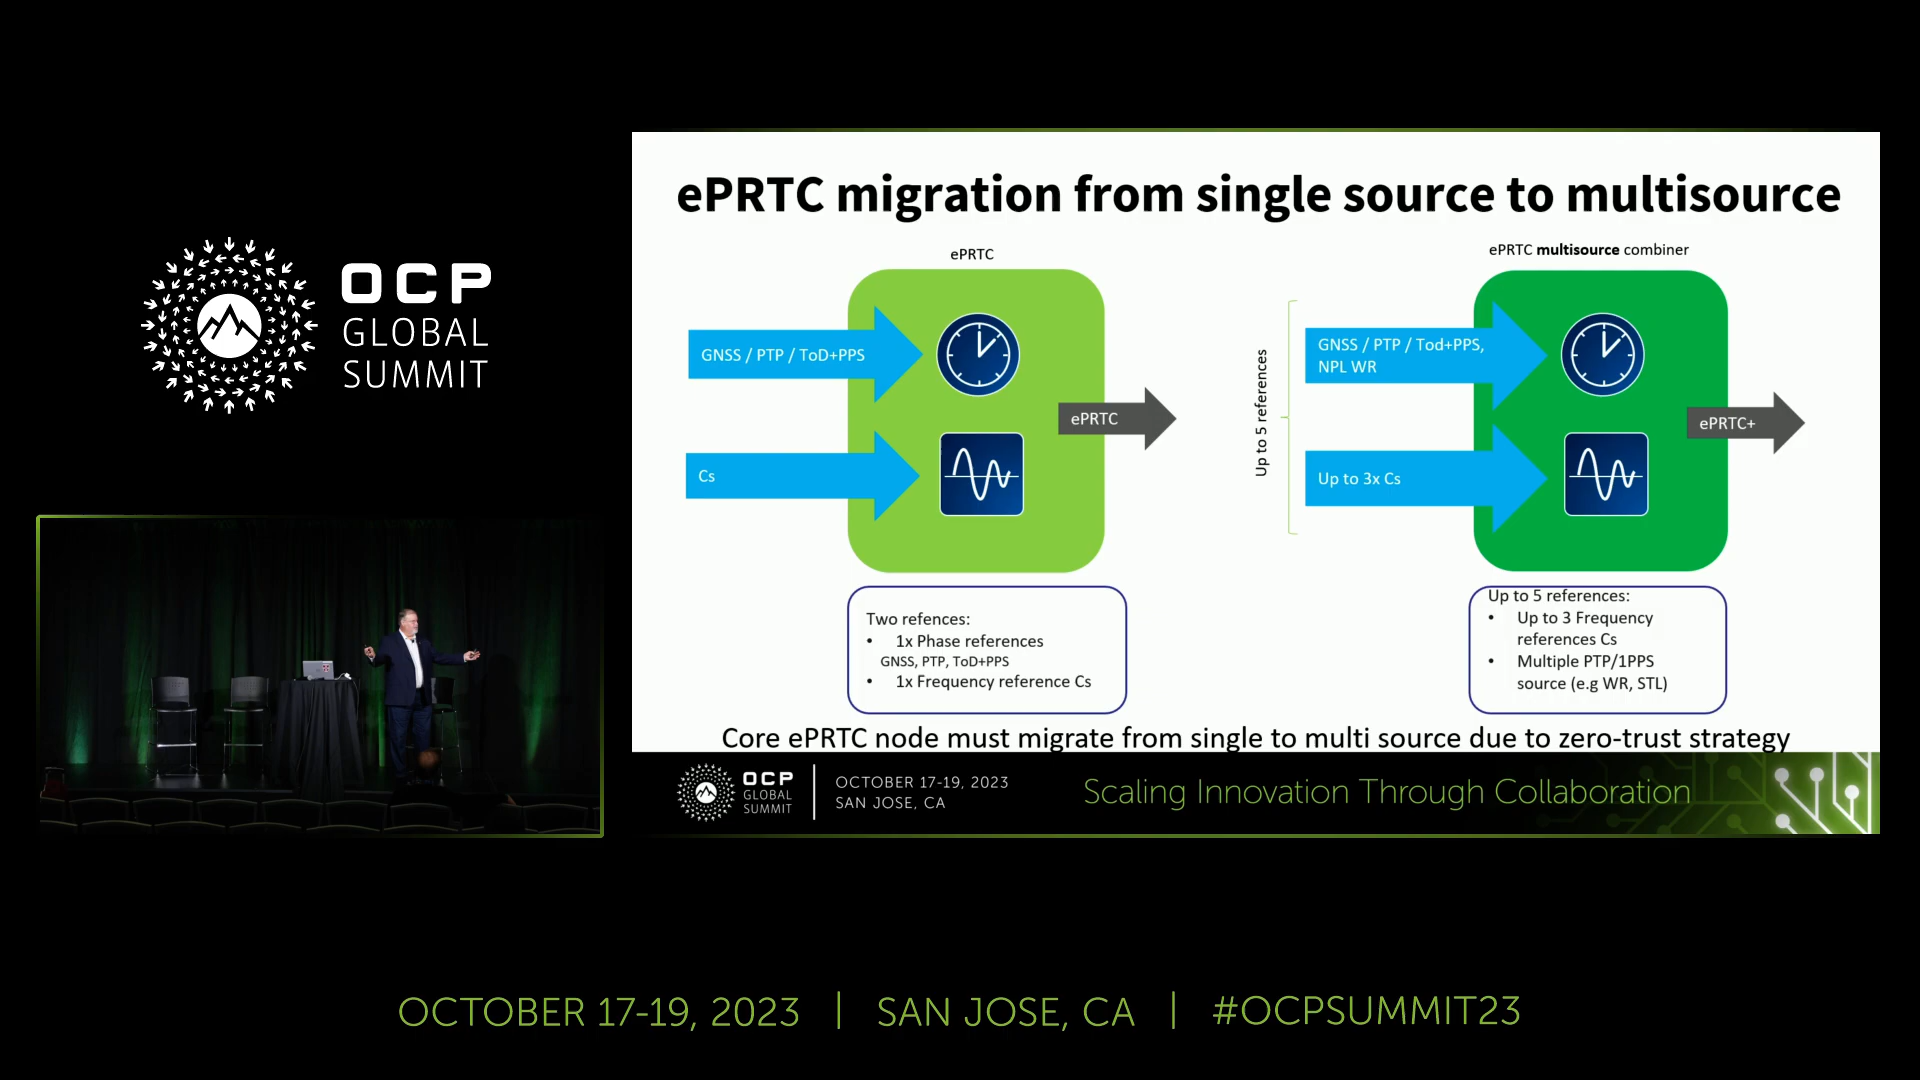 OCP
GLOBAL
SUMMIT
ePRTC migration from single source to multisource
ePRTC
GNSS / PTP / ToD+PPS
Cs
ePRTC
Two refences:
• 1x Phase references
GNSS, PTP, ToD+PPS
• 1x Frequency reference Cs
ePRTC multisource combiner
Up to 5 references
GNSS / PTP / Tod+PPS,
NPL WR
Up to 3x Cs
ePRTC+
Up to 5 references:
• Up to 3 Frequency
references Cs
• Multiple PTP/1PPS
source (e.g WR, STL)
Core ePRTC node must migrate from single to multi source due to zero-trust strategy
OCP
GLOBAL
SUMMIT
OCTOBER 17-19, 2023
SAN JOSE, CA
Scaling Innovation Through Collaboration
OCTOBER 17-19, 2023 | SAN JOSE, CA | #OCPSUMMIT23